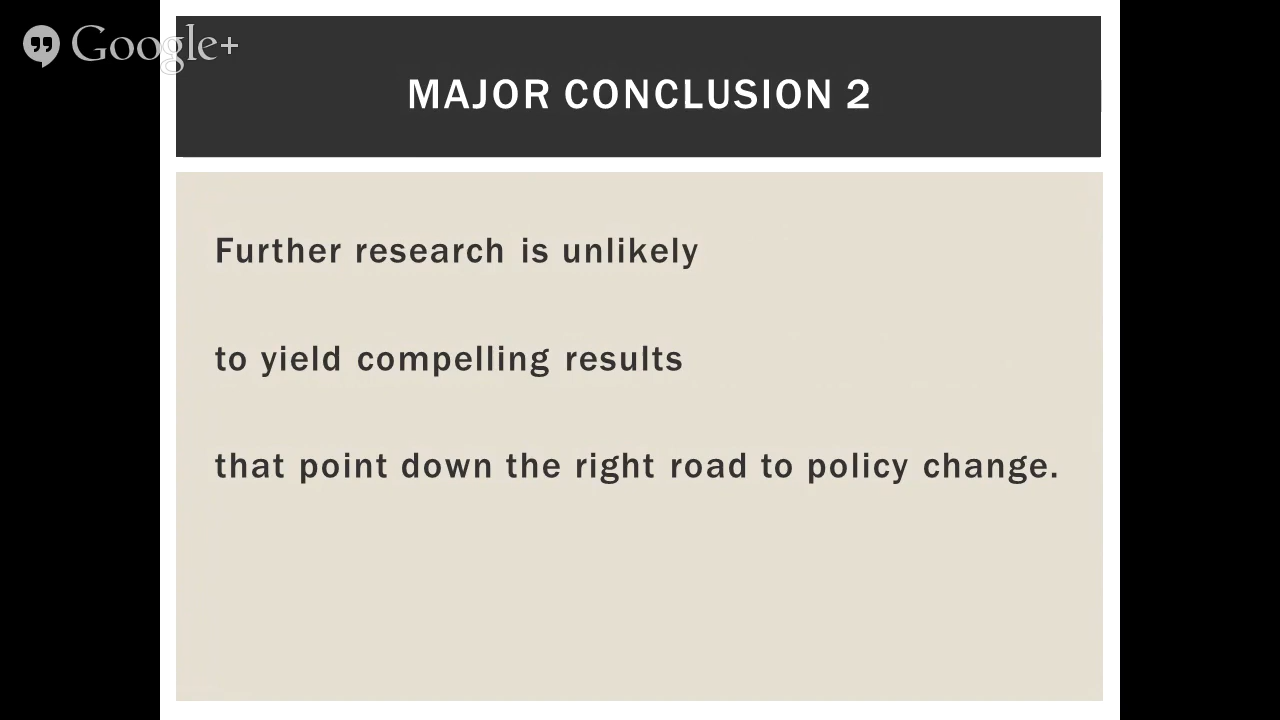 Google+
MAJOR CONCLUSION 2
Further research is unlikely
to yield compelling results
that point down the right road to policy change.